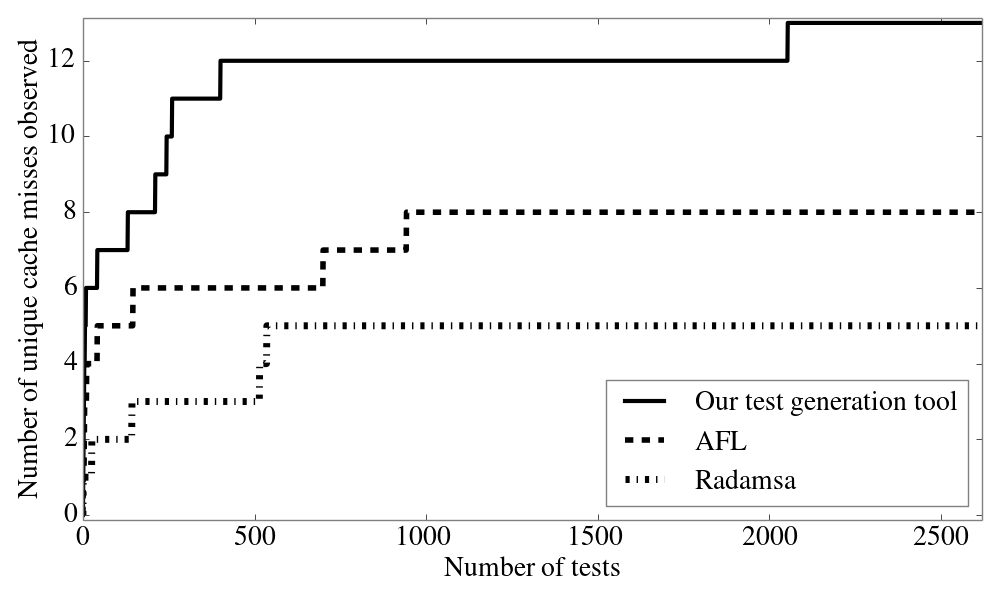 Number of unique cache misses observed
12
10
8
6
4
2
0
0 500 1000 1500 2000 2500
Number of tests
Our test generation tool
AFL
Radamsa